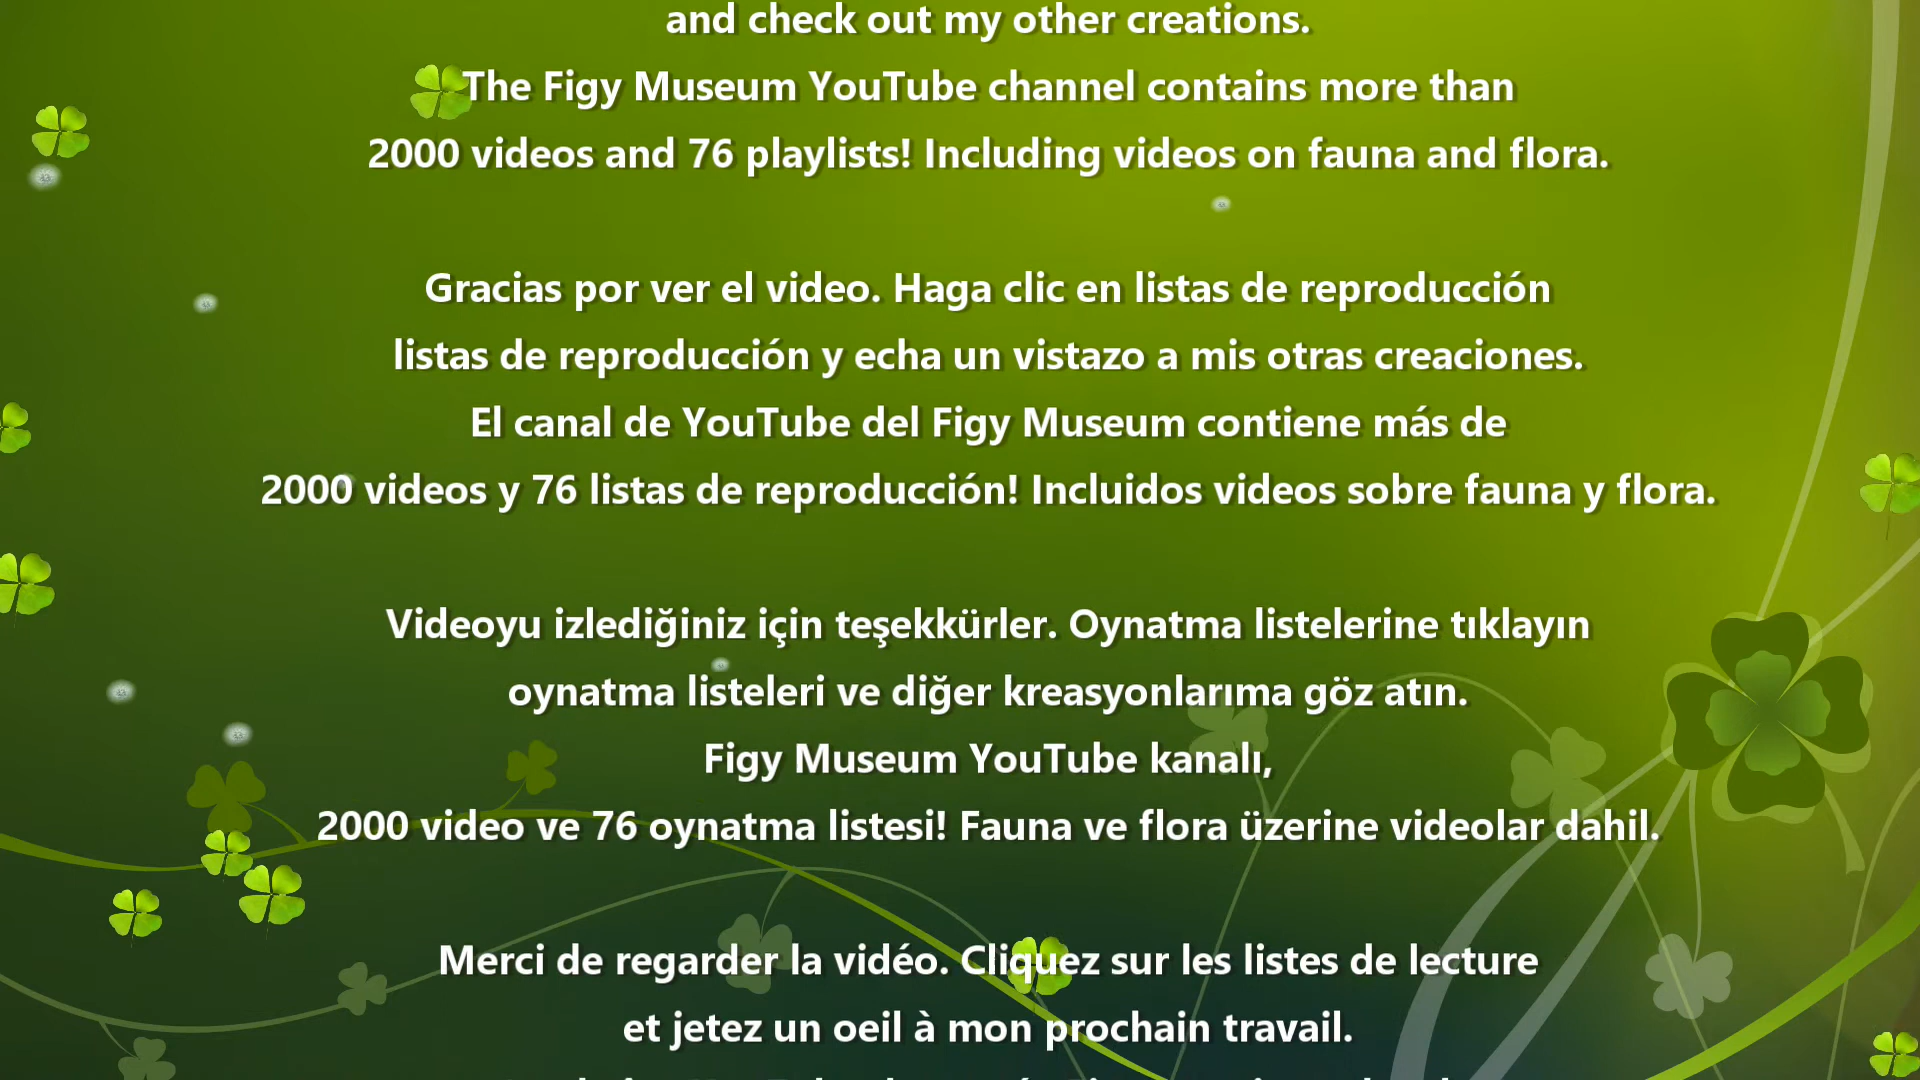 and check out my other creations.
The Figy Museum YouTube channel contains more than
2000 videos and 76 playlists! Including videos on fauna and flora.
Gracias por ver el video. Haga clic en listas de reproducción
listas de reproducción y echa un vistazo a mis otras creaciones.
El canal de YouTube del Figy Museum contiene más de
2000 videos y 76 listas de reproducción! Incluidos videos sobre fauna y flora.
Videoyu izlediğiniz için teşekkürler. Oynatma listelerine tıklayın
oynatma listeleri ve diğer kreasyonlarıma göz atın.
Figy Museum YouTube kanalı,
2000 video ve 76 oynatma listesi! Fauna ve flora üzerine videolar dahil.
Merci de regarder la vidéo. Cliquez sur les listes de lecture
et jetez un oeil à mon prochain travail.